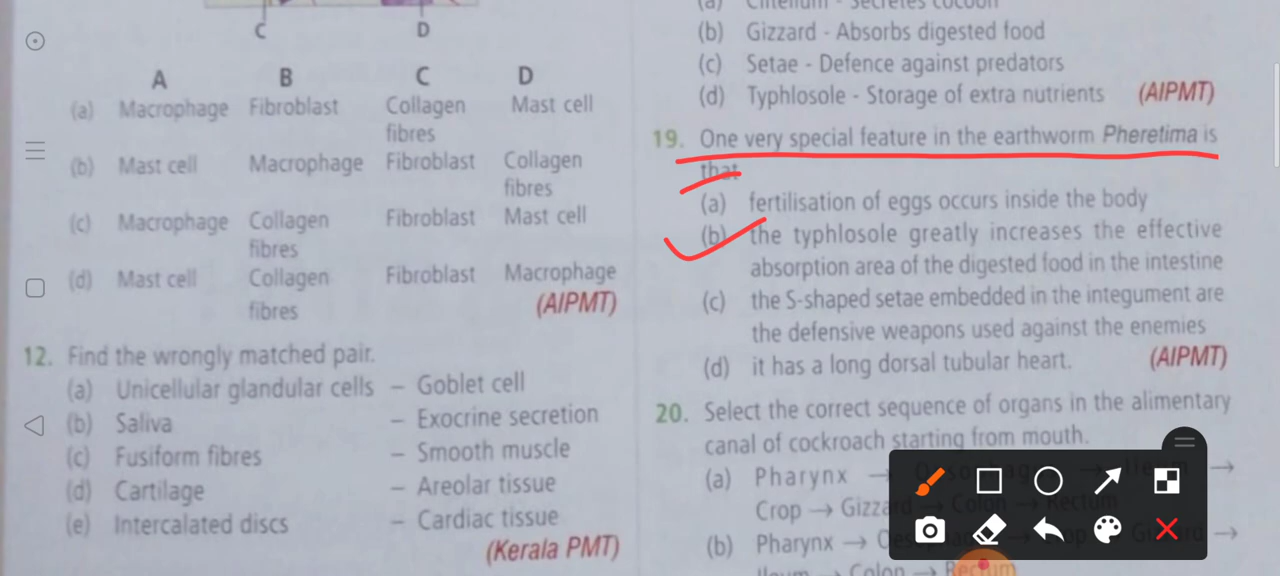 C D
A B C D
(a) Macrophage Fibroblast Collagen fibres Mast cell
(b) Mast cell Macrophage Fibroblast Collagen fibres
(c) Macrophage Collagen fibres Fibroblast Mast cell
(d) Mast cell Collagen fibres Fibroblast Macrophage
(AIPMT)
12. Find the wrongly matched pair.
(a) Unicellular glandular cells – Goblet cell
(b) Saliva – Exocrine secretion
(c) Fusiform fibres – Smooth muscle
(d) Cartilage – Areolar tissue
(e) Intercalated discs – Cardiac tissue
(Kerala PMT)
(b) Gizzard - Absorbs digested food
(c) Setae - Defence against predators
(d) Typhlosole - Storage of extra nutrients (AIPMT)
19. One very special feature in the earthworm Pheretima is
that
(a) fertilisation of eggs occurs inside the body
(b) the typhlosole greatly increases the effective
absorption area of the digested food in the intestine
(c) the S-shaped setae embedded in the integument are
the defensive weapons used against the enemies
(d) it has a long dorsal tubular heart. (AIPMT)
20. Select the correct sequence of organs in the alimentary
canal of cockroach starting from mouth.
(a) Pharynx → →
Crop → Gizzard → Colon → Rectum
(b) Pharynx → →
Colon → Rectum